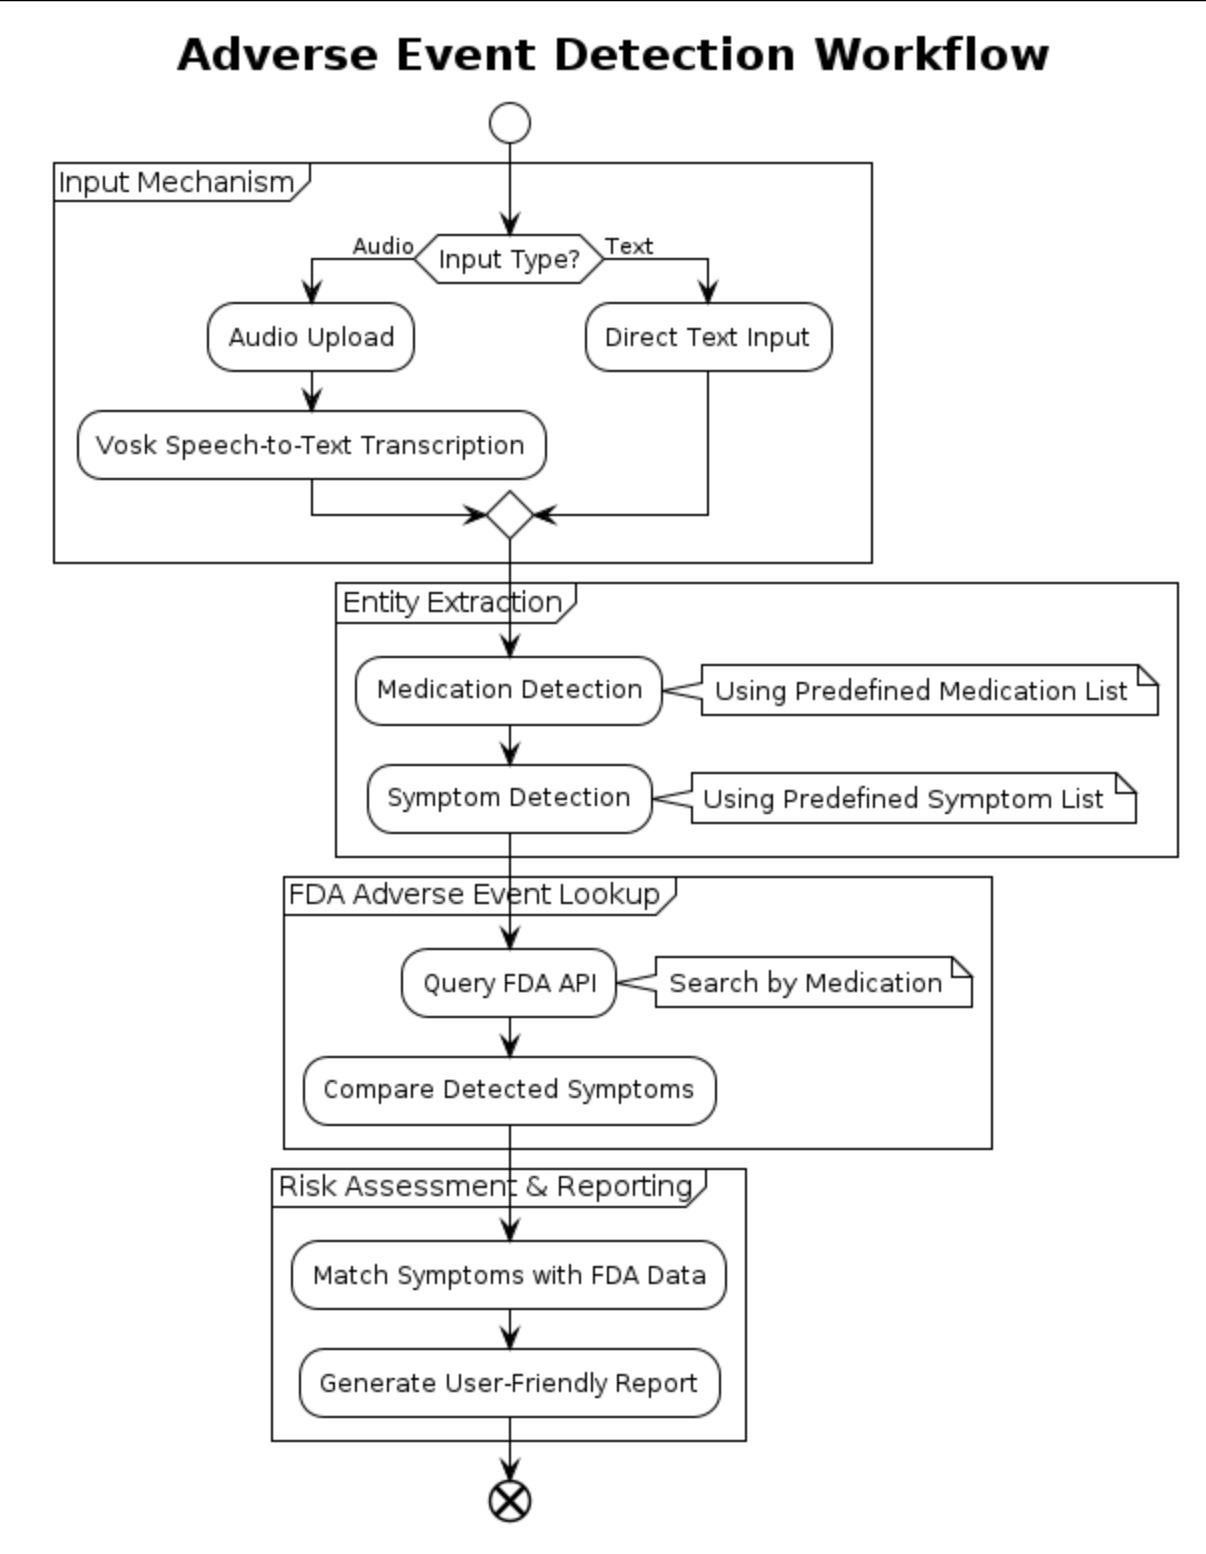 Adverse Event Detection Workflow
Input Mechanism
Audio
Input Type?
Text
Audio Upload
Direct Text Input
Vosk Speech-to-Text Transcription
Entity Extraction
Medication Detection
Using Predefined Medication List
Symptom Detection
Using Predefined Symptom List
FDA Adverse Event Lookup
Query FDA API
Search by Medication
Compare Detected Symptoms
Risk Assessment & Reporting
Match Symptoms with FDA Data
Generate User-Friendly Report